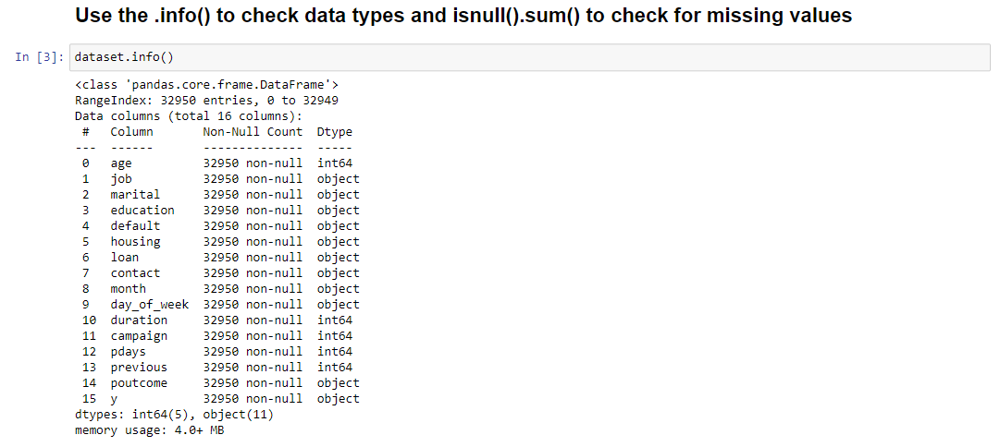 Use the .info() to check data types and isnull().sum() to check for missing values
In [3]: dataset.info()
<class 'pandas.core.frame.DataFrame'>
RangeIndex: 32950 entries, 0 to 32949
Data columns (total 16 columns):
 #   Column       Non-Null Count  Dtype
---  ------       --------------  -----
 0   age          32950 non-null  int64
 1   job          32950 non-null  object
 2   marital      32950 non-null  object
 3   education    32950 non-null  object
 4   default      32950 non-null  object
 5   housing      32950 non-null  object
 6   loan         32950 non-null  object
 7   contact      32950 non-null  object
 8   month        32950 non-null  object
 9   day_of_week  32950 non-null  object
 10  duration     32950 non-null  int64
 11  campaign     32950 non-null  int64
 12  pdays        32950 non-null  int64
 13  previous     32950 non-null  int64
 14  poutcome     32950 non-null  object
 15  y            32950 non-null  object
dtypes: int64(5), object(11)
memory usage: 4.0+ MB